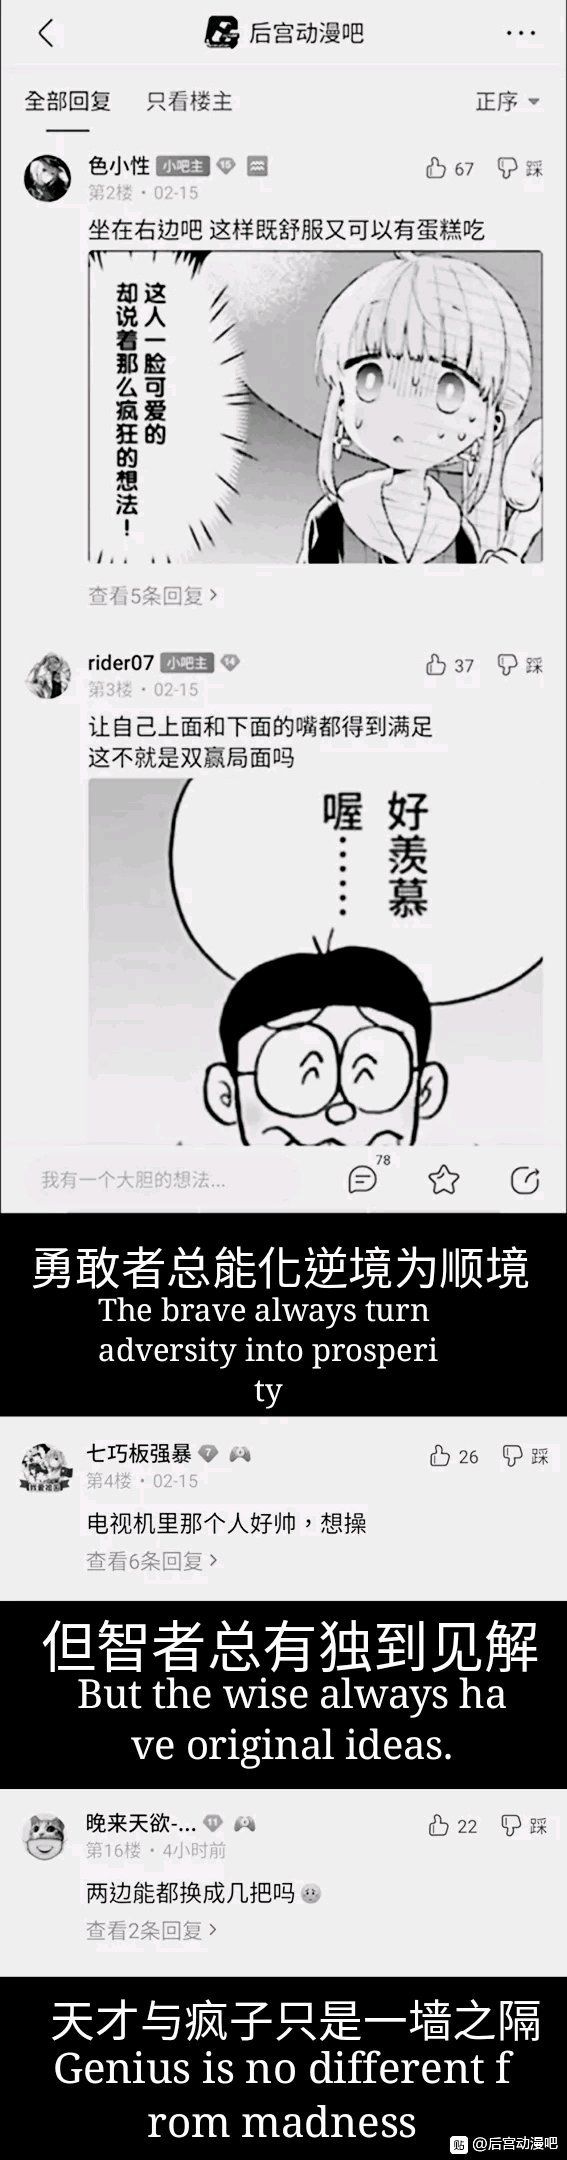 后宫动漫吧
全部回复 只看楼主 正序
色小性 小吧主 15 67 踩
第2楼 · 02-15
坐在右边吧 这样既舒服又可以有蛋糕吃
这人一脸可爱的
却说着那么疯狂的想法！
查看5条回复
rider07 小吧主 14 37 踩
第3楼 · 02-15
让自己上面和下面的嘴都得到满足
这不就是双赢局面吗
好羡慕
喔……
我有一个大胆的想法... 78
勇敢者总能化逆境为顺境
The brave always turn
adversity into prosperi
ty
七巧板强暴 7 26 踩
第4楼 · 02-15
电视机里那个人好帅，想操
查看6条回复
但智者总有独到见解
But the wise always ha
ve original ideas.
晚来天欲-... 11 22 踩
第16楼 · 4小时前
两边能都换成几把吗
查看2条回复
天才与疯子只是一墙之隔
Genius is no different f
rom madness
贴 @后宫动漫吧